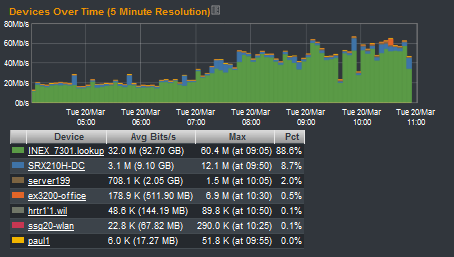 Devices Over Time (5 Minute Resolution)
80Mb/s
60Mb/s
40Mb/s
20Mb/s
0b/s
Tue 20/Mar 05:00
Tue 20/Mar 06:00
Tue 20/Mar 07:00
Tue 20/Mar 08:00
Tue 20/Mar 09:00
Tue 20/Mar 10:00
Tue 20/Mar 11:00
Device Avg Bits/s Max Pct
INEX_7301.lookup 32.0 M (92.70 GB) 60.4 M (at 09:05) 88.6%
SRX210H-DC 3.1 M (9.10 GB) 12.1 M (at 09:50) 8.7%
server199 708.1 K (2.05 GB) 1.5 M (at 10:05) 2.0%
ex3200-office 178.9 K (511.90 MB) 6.9 M (at 10:30) 0.5%
hrtr1'1.wil 48.6 K (144.19 MB) 89.8 K (at 10:50) 0.1%
ssg20-wlan 22.8 K (67.82 MB) 290.0 K (at 10:25) 0.1%
paul1 6.0 K (17.27 MB) 51.8 K (at 09:55) 0.0%